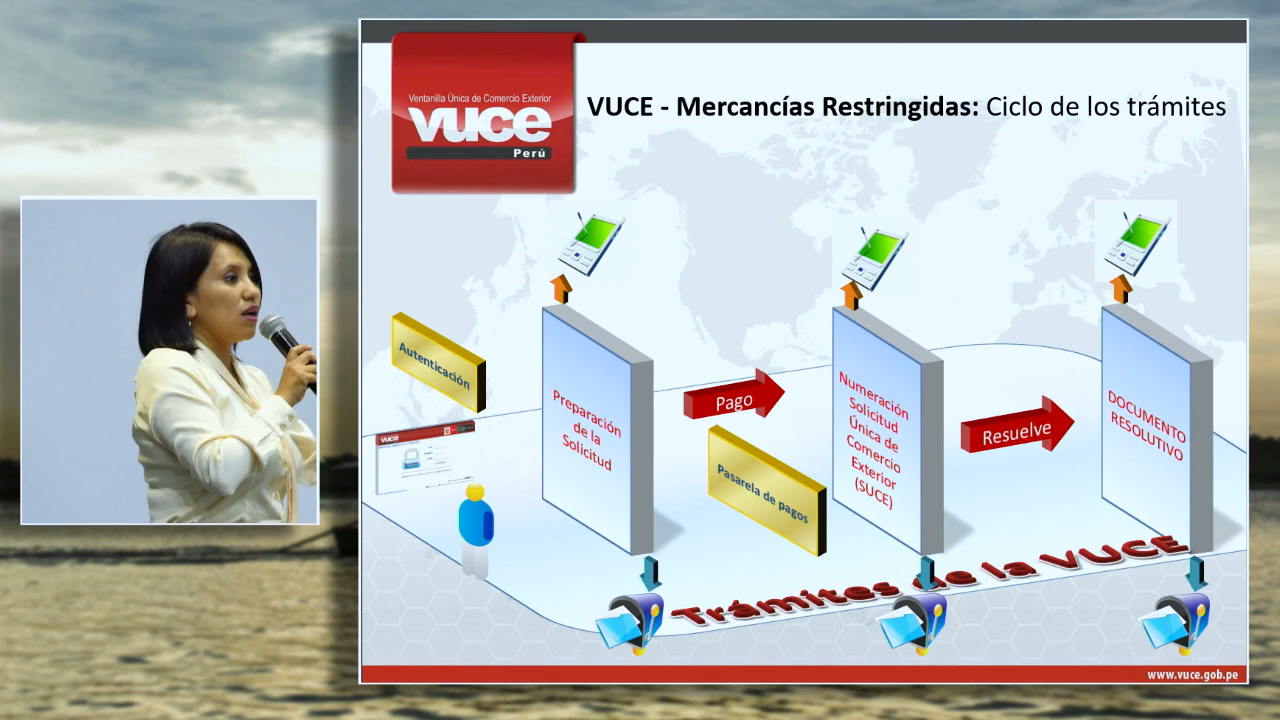 Ventanilla Única de Comercio Exterior
vuce
Perú
VUCE - Mercancías Restringidas: Ciclo de los trámites
Autenticación
vuce
Preparación
de la
Solicitud
Pago
Pasarela de pagos
Numeración
Solicitud
Única de
Comercio
Exterior
(SUCE)
Resuelve
DOCUMENTO
RESOLUTIVO
Trámites de la VUCE
www.vuce.gob.pe